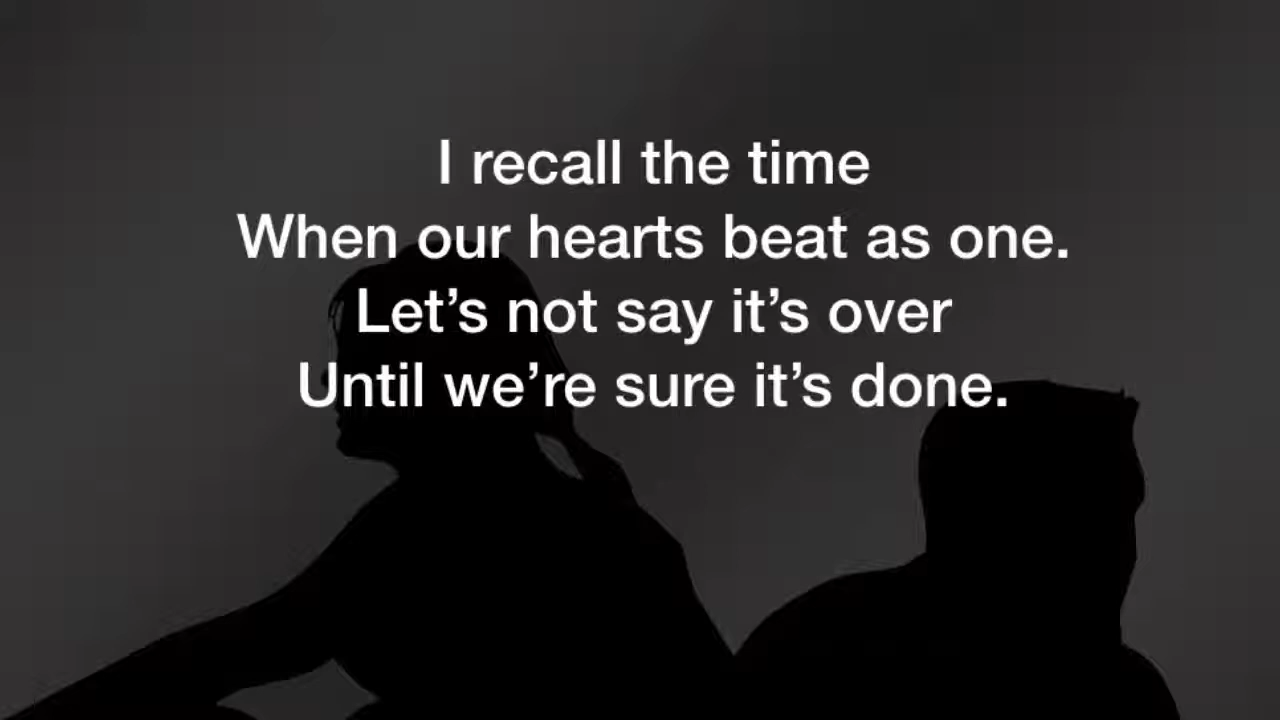 I recall the time
When our hearts beat as one.
Let’s not say it’s over
Until we’re sure it’s done.